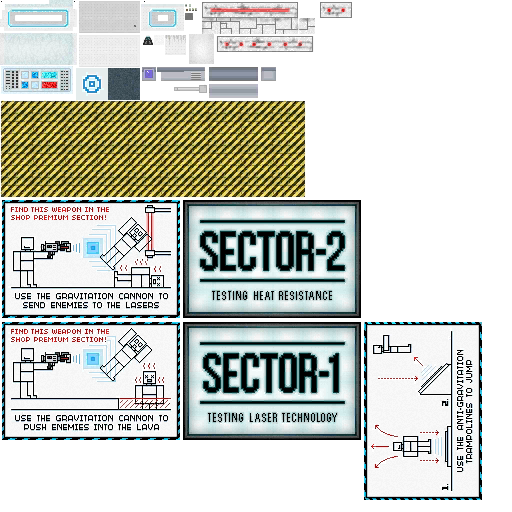 FIND THIS WEAPON IN THE
SHOP PREMIUM SECTION!
USE THE GRAVITATION CANNON TO
SEND ENEMIES TO THE LASERS
SECTOR-2
TESTING HEAT RESISTANCE
FIND THIS WEAPON IN THE
SHOP PREMIUM SECTION!
USE THE GRAVITATION CANNON TO
PUSH ENEMIES INTO THE LAVA
SECTOR-1
TESTING LASER TECHNOLOGY
1.
2.
USE THE ANTI-GRAVITATION
TRAMPOLINES TO JUMP